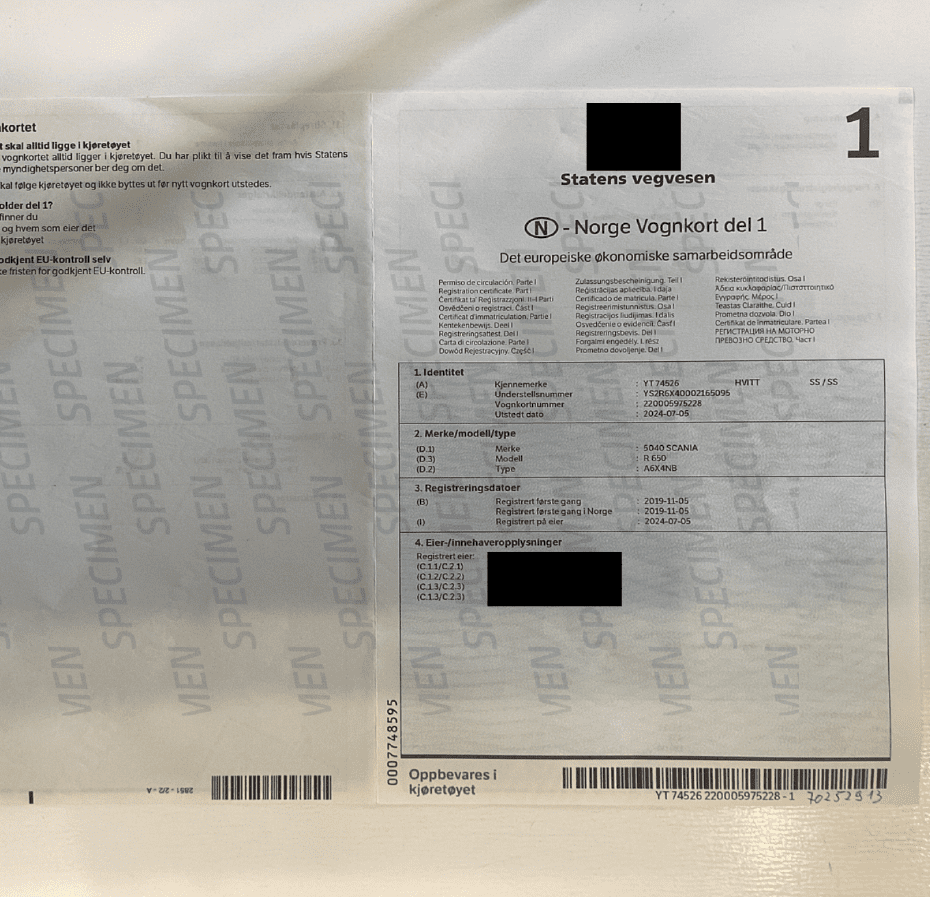 nkortet
t skal alltid ligge i kjøretøyet
vognkortet alltid ligger i kjøretøyet. Du har plikt til å vise det fram hvis Statens
myndighetspersoner ber deg om det.
kal følge kjøretøyet og ikke byttes ut før nytt vognkort utstedes.
older del 1?
finner du
og hvem som eier det
kjøretøyet
odkjent EU-kontroll selv
e fristen for godkjent EU-kontroll.
2851 - 2/2 - A
1
Statens vegvesen
N - Norge Vognkort del 1
Det europeiske økonomiske samarbeidsområde
Permiso de circulación. Parte I
Registration certificate. Part I
Ċertifikat ta' Reġistrazzjoni. Il-I Part
Osvědčení o registraci. Část I
Certificat d'immatriculation. Partie I
Kentekenbewijs. Deel I
Registreringsattest. Del I
Carta di circolazione. Parte I
Dowód Rejestracyjny. Część I
Zulassungsbescheinigung. Teil I
Reģistrācijas apliecība. I daļa
Certificado de matrícula. Parte I
Registreerimistunnistus. Osa I
Registracijos liudijimas. I dalis
Osvedčenie o evidencii. Časť I
Registreringsbevis. Del I
Forgalmi engedély. I. rész
Prometno dovoljenje. Del I
Rekisteröintitodistus. Osa I
Άδεια κυκλοφορίας/Πιστοποιητικό
Εγγραφής. Μέρος I
Teastas Cláraithe. Cuid I
Prometna dozvola. Dio I
Certificat de înmatriculare. Partea I
РЕГИСТРАЦИЯ НА МОТОРНО
ПРЕВОЗНО СРЕДСТВО. Част I
1. Identitet
(A) Kjennemerke : YT 74526 HVITT SS / SS
(E) Understellsnummer : YS2R6X40002165095
Vognkortnummer : 220005975228
Utstedt dato : 2024-07-05
2. Merke/modell/type
(D.1) Merke : 5040 SCANIA
(D.3) Modell : R 650
(D.2) Type : A6X4NB
3. Registreringsdatoer
(B) Registrert første gang : 2019-11-05
Registrert første gang i Norge : 2019-11-05
(I) Registrert på eier : 2024-07-05
4. Eier-/innehaveropplysninger
Registrert eier:
(C.1.1/C.2.1)
(C.1.2/C.2.2)
(C.1.3/C.2.3)
(C.1.3/C.2.3)
0007748595
Oppbevares i
kjøretøyet
YT 74526 220005975228 - 1 70252913
SPECIMEN